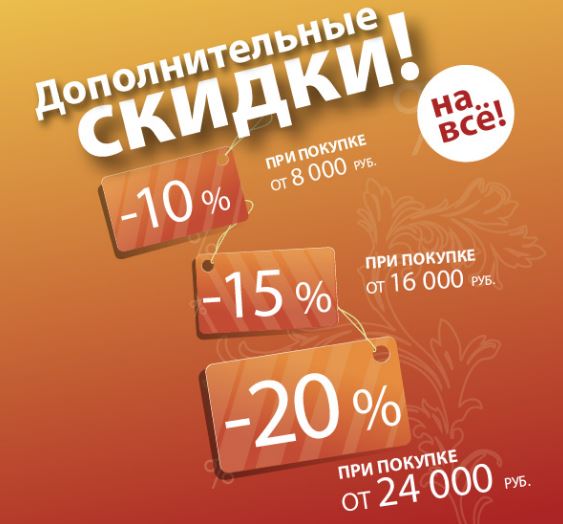 Дополнительные
СКИДКИ!
на
всё!
-10 %
ПРИ ПОКУПКЕ
ОТ 8 000 РУБ.
-15 %
ПРИ ПОКУПКЕ
ОТ 16 000 РУБ.
-20 %
ПРИ ПОКУПКЕ
ОТ 24 000 РУБ.